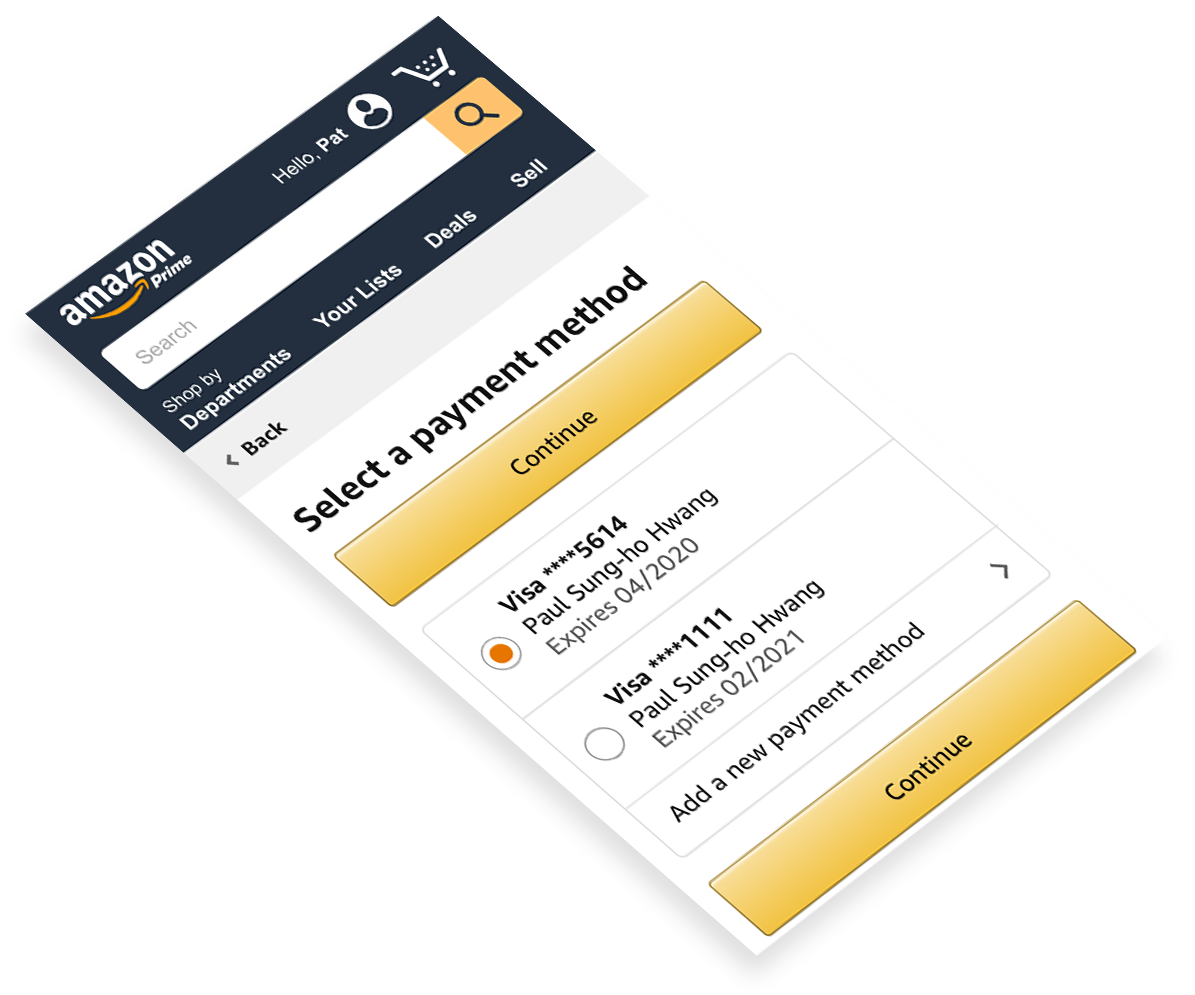 Hello, Pat
amazon
Prime
Search
Shop by
Departments
Your Lists
Deals
Sell
Back
Select a payment method
Continue
Visa ****5614
Paul Sung-ho Hwang
Expires 04/2020
Visa ****1111
Paul Sung-ho Hwang
Expires 02/2021
Add a new payment method
Continue